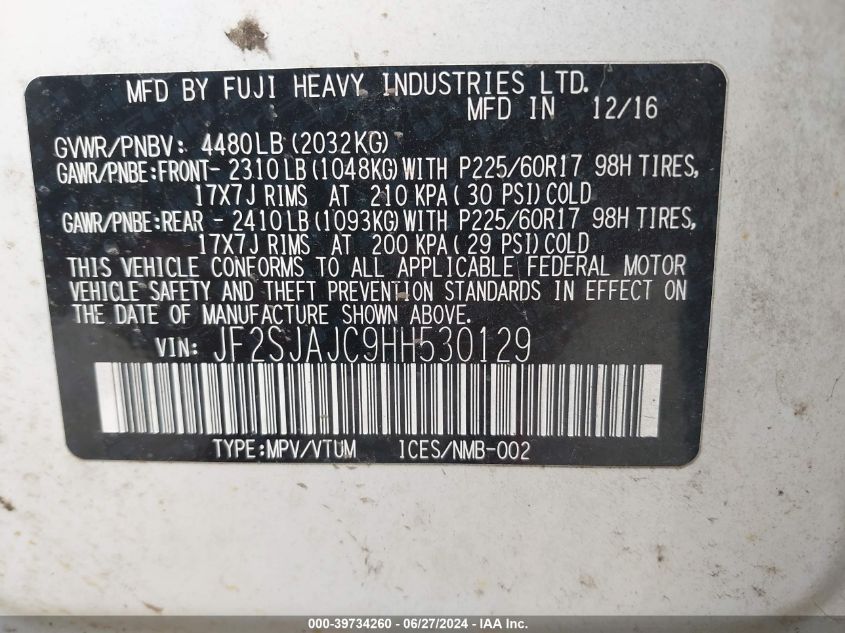 MFD BY FUJI HEAVY INDUSTRIES LTD.
MFD IN 12/16
GVWR/PNBV: 4480LB (2032KG)
GAWR/PNBE:FRONT- 2310LB(1048KG)WITH P225/60R17 98H TIRES,
17X7J RIMS AT 210 KPA( 30 PSI)COLD
GAWR/PNBE:REAR - 2410LB(1093KG)WITH P225/60R17 98H TIRES,
17X7J RIMS AT 200 KPA( 29 PSI)COLD
THIS VEHICLE CONFORMS TO ALL APPLICABLE FEDERAL MOTOR
VEHICLE SAFETY AND THEFT PREVENTION STANDARDS IN EFFECT ON
THE DATE OF MANUFACTURE SHOWN ABOVE.
VIN: JF2SJAJC9HH530129
TYPE:MPV/VTUM ICES/NMB-002
000-39734260 - 06/27/2024 - IAA Inc.